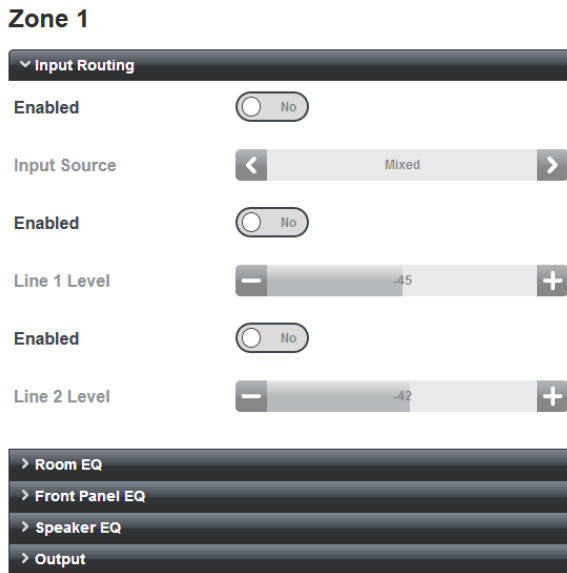 Zone 1
Input Routing
Enabled No
Input Source Mixed
Enabled No
Line 1 Level -45
Enabled No
Line 2 Level -42
Room EQ
Front Panel EQ
Speaker EQ
Output